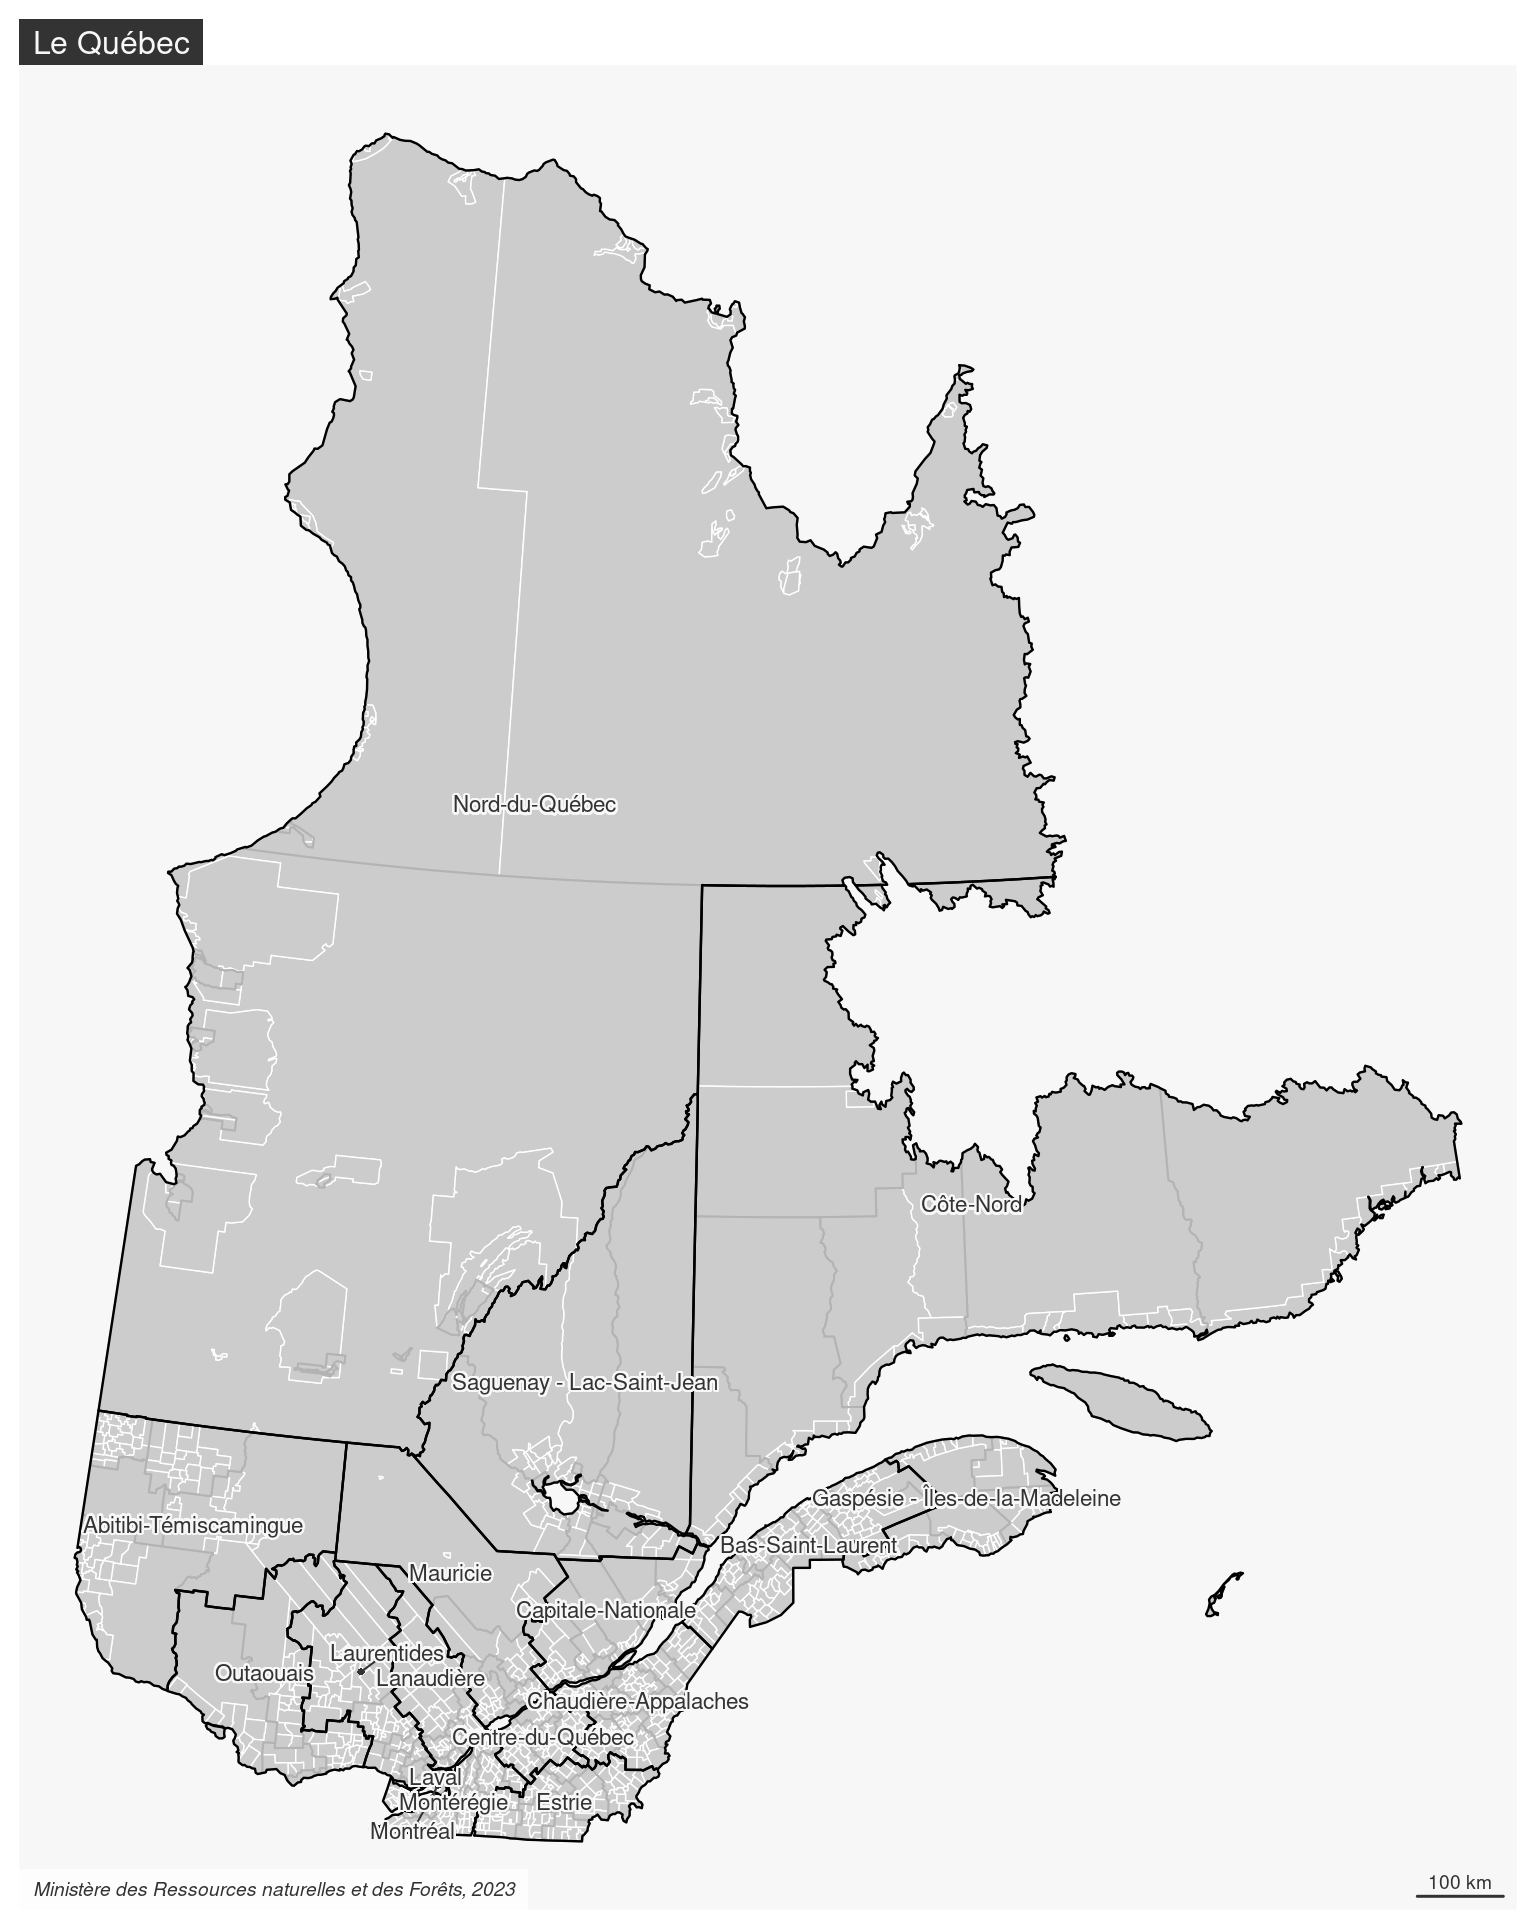 Le Québec
Nord-du-Québec
Côte-Nord
Saguenay - Lac-Saint-Jean
Gaspésie - Îles-de-la-Madeleine
Abitibi-Témiscamingue
Bas-Saint-Laurent
Mauricie
Capitale-Nationale
Laurentides
Outaouais
Lanaudière
Chaudière-Appalaches
Centre-du-Québec
Laval
Montérégie
Estrie
Montréal
Ministère des Ressources naturelles et des Forêts, 2023
100 km